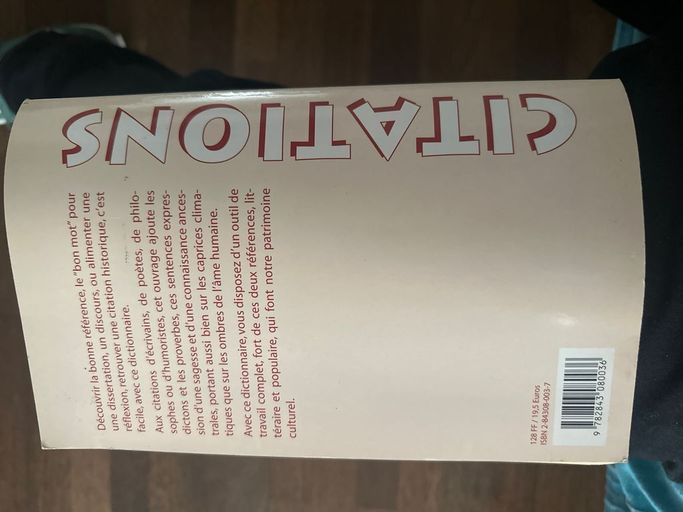 CITATIONS
Découvrir la bonne référence, le "bon mot" pour
une dissertation, un discours, ou alimenter une
réflexion, retrouver une citation historique, c'est
facile, avec ce dictionnaire.
Aux citations d'écrivains, de poètes, de philo-
sophes ou d'humoristes, cet ouvrage ajoute les
dictons et les proverbes, ces sentences expres-
sion d'une sagesse et d'une connaissance ances-
trales, portant aussi bien sur les caprices clima-
tiques que sur les ombres de l'âme humaine.
Avec ce dictionnaire, vous disposez d'un outil de
travail complet, fort de ces deux références, lit-
téraire et populaire, qui font notre patrimoine
culturel.
128 FF / 19,5 Euros
ISBN 2-84308-003-7
9 782843 080036